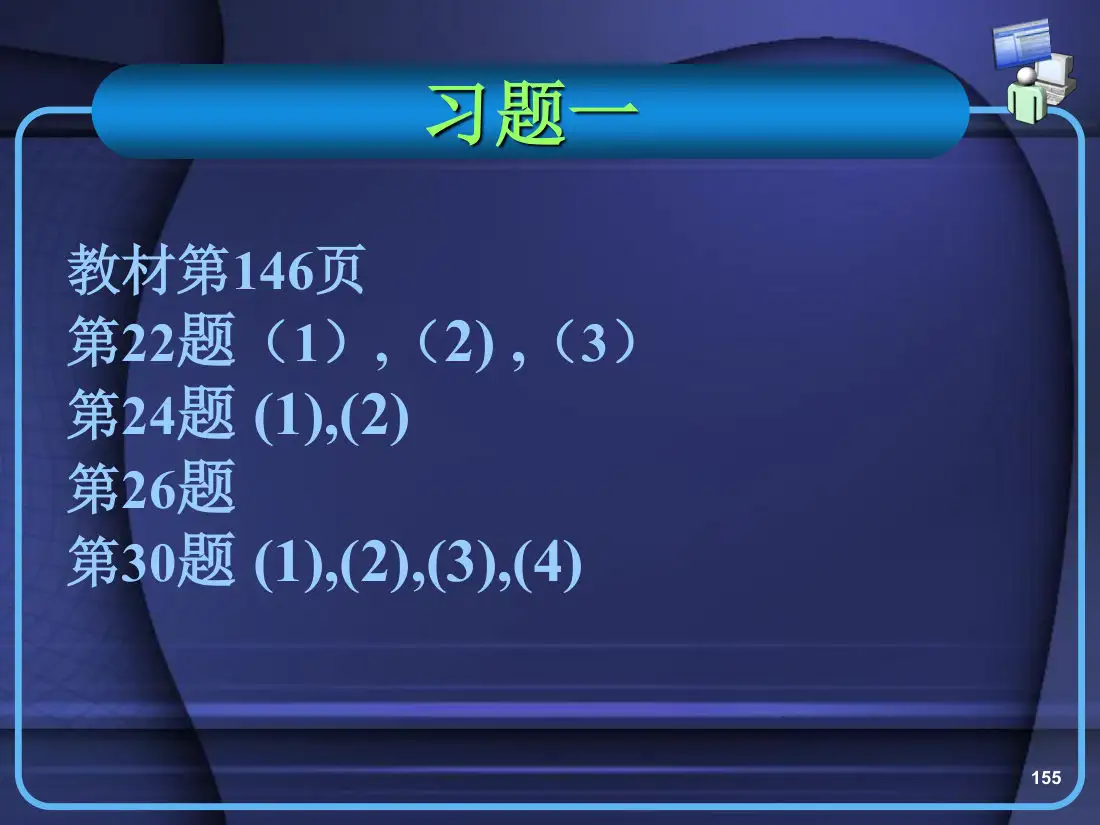 习题一
教材第146页
第22题（1）,（2) ,（3）
第24题 (1),(2)
第26题
第30题 (1),(2),(3),(4)
155